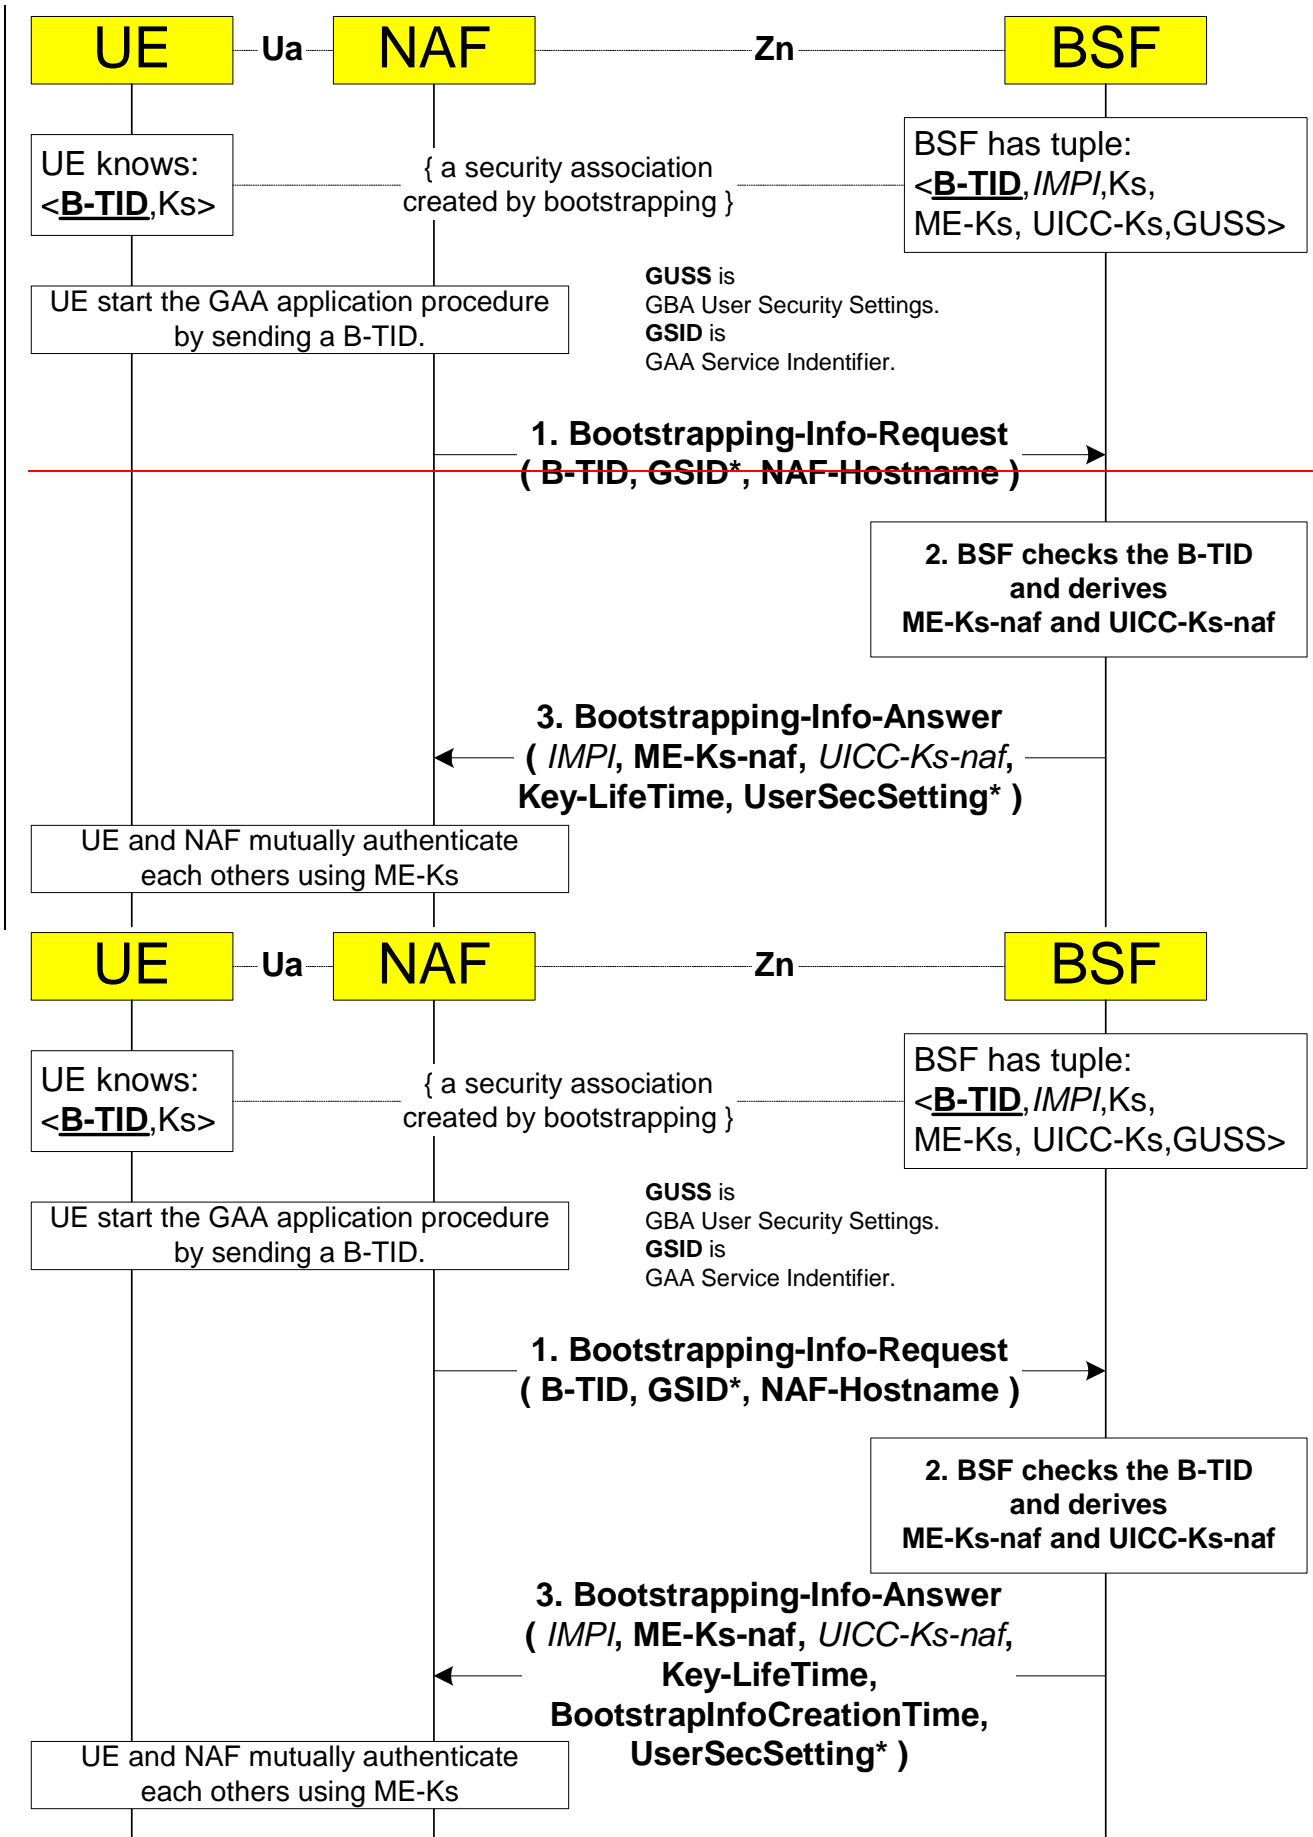 UE Ua NAF Zn BSF
UE knows:
<B-TID,Ks>
{ a security association
created by bootstrapping }
BSF has tuple:
<B-TID,IMPI,Ks,
ME-Ks, UICC-Ks,GUSS>
UE start the GAA application procedure
by sending a B-TID.
GUSS is
GBA User Security Settings.
GSID is
GAA Service Indentifier.
1. Bootstrapping-Info-Request
( B-TID, GSID*, NAF-Hostname )
2. BSF checks the B-TID
and derives
ME-Ks-naf and UICC-Ks-naf
3. Bootstrapping-Info-Answer
( IMPI, ME-Ks-naf, UICC-Ks-naf,
Key-LifeTime, UserSecSetting* )
UE and NAF mutually authenticate
each others using ME-Ks
UE Ua NAF Zn BSF
UE knows:
<B-TID,Ks>
{ a security association
created by bootstrapping }
BSF has tuple:
<B-TID,IMPI,Ks,
ME-Ks, UICC-Ks,GUSS>
UE start the GAA application procedure
by sending a B-TID.
GUSS is
GBA User Security Settings.
GSID is
GAA Service Indentifier.
1. Bootstrapping-Info-Request
( B-TID, GSID*, NAF-Hostname )
2. BSF checks the B-TID
and derives
ME-Ks-naf and UICC-Ks-naf
3. Bootstrapping-Info-Answer
( IMPI, ME-Ks-naf, UICC-Ks-naf,
Key-LifeTime,
BootstrapInfoCreationTime,
UserSecSetting* )
UE and NAF mutually authenticate
each others using ME-Ks